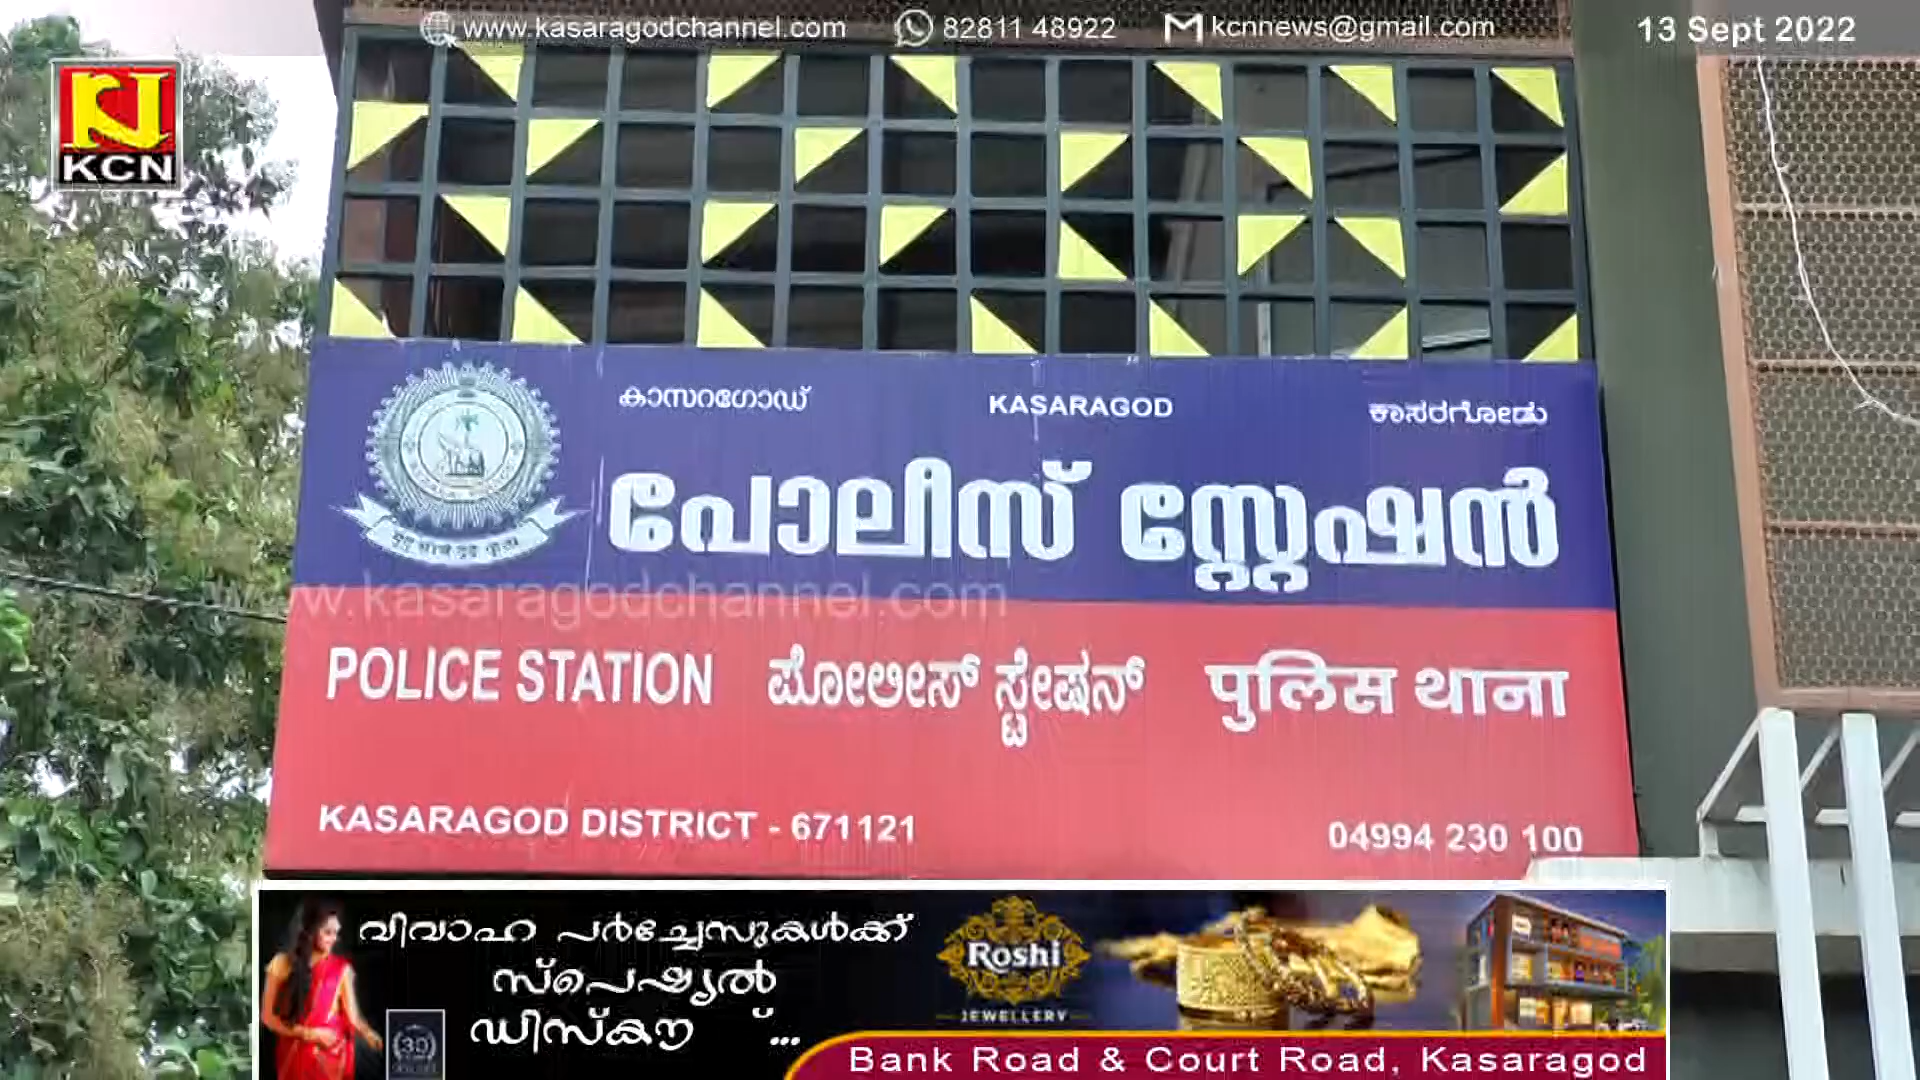 www.kasaragodchannel.com 82811 48922 kcnnews@gmail.com 13 Sept 2022
KCN
കാസറഗോഡ് KASARAGOD ಕಾಸರಗೋಡು
പോലീസ് സ്റ്റേഷൻ
www.kasaragodchannel.com
POLICE STATION ಪೋಲೀಸ್ ಸ್ಟೇಷನ್ पुलिस थाना
KASARAGOD DISTRICT - 671121 04994 230 100
വിവാഹ പർച്ചേസുകൾക്ക്
സ്പെഷ്യൽ
ഡിസ്കൗ ് ...
Roshi
JEWELLERY
Bank Road & Court Road, Kasaragod